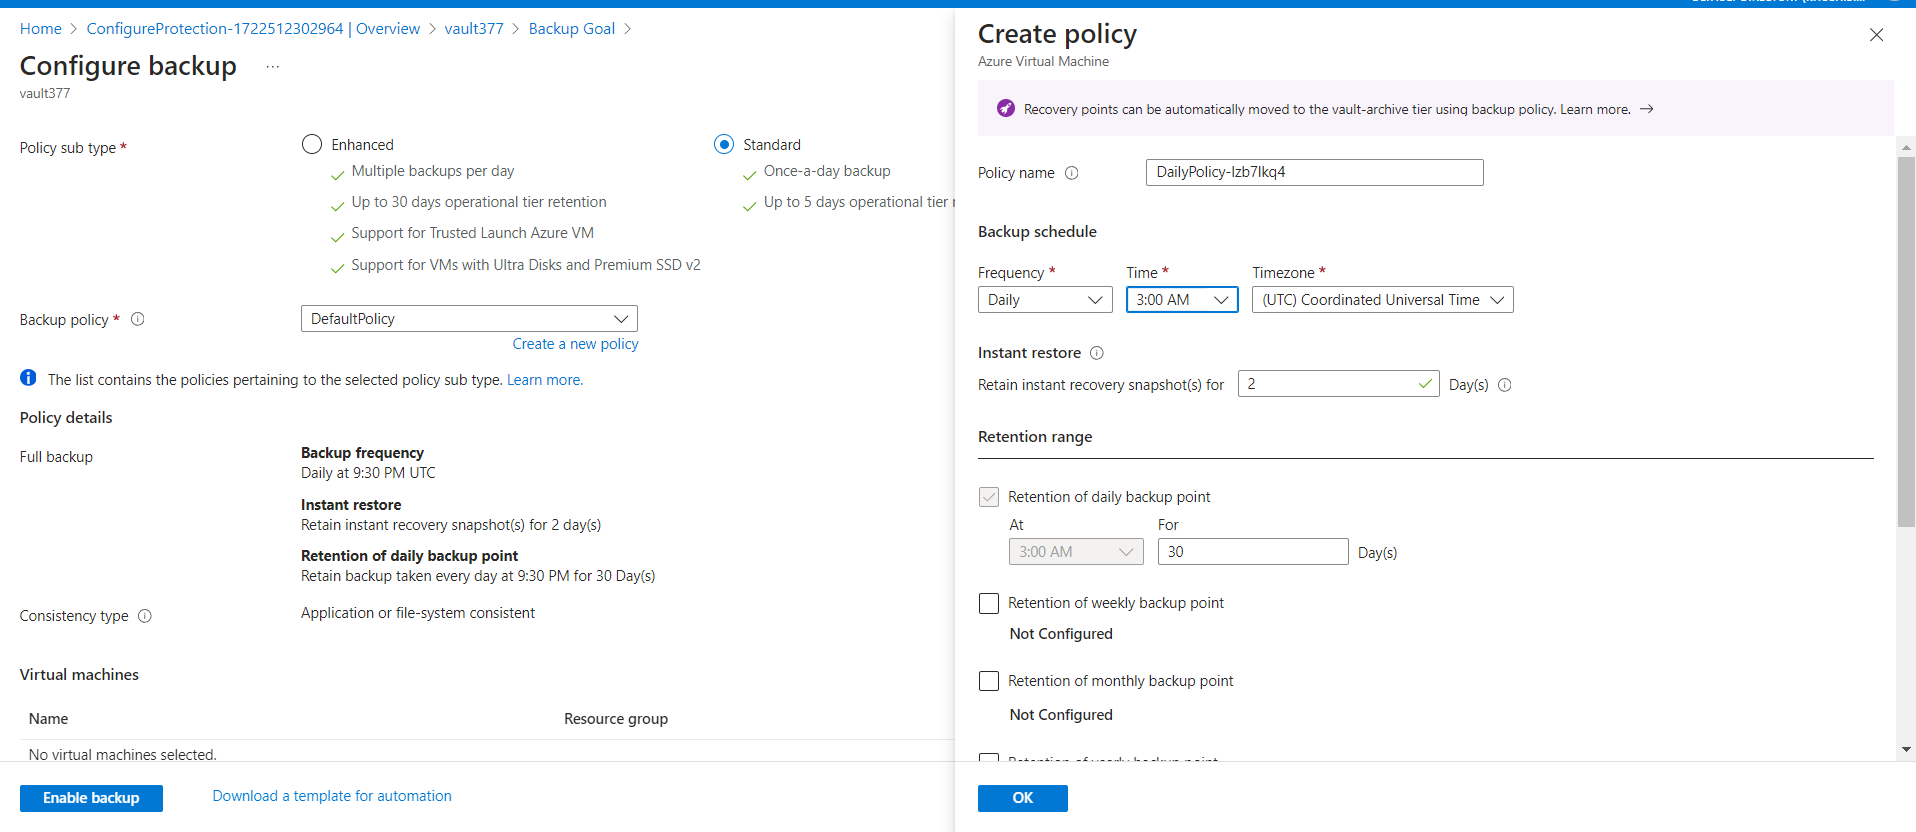 Home > ConfigureProtection-1722512302964 | Overview > vault377 > Backup Goal >
Configure backup ...
vault377
Policy sub type *
Enhanced
Multiple backups per day
Up to 30 days operational tier retention
Support for Trusted Launch Azure VM
Support for VMs with Ultra Disks and Premium SSD v2
Standard
Once-a-day backup
Up to 5 days operational tier
Backup policy *
DefaultPolicy
Create a new policy
The list contains the policies pertaining to the selected policy sub type. Learn more.
Policy details
Full backup
Backup frequency
Daily at 9:30 PM UTC
Instant restore
Retain instant recovery snapshot(s) for 2 day(s)
Retention of daily backup point
Retain backup taken every day at 9:30 PM for 30 Day(s)
Consistency type
Application or file-system consistent
Virtual machines
Name Resource group
No virtual machines selected.
Enable backup Download a template for automation
Create policy
Azure Virtual Machine
Recovery points can be automatically moved to the vault-archive tier using backup policy. Learn more. →
Policy name DailyPolicy-lzb7lkq4
Backup schedule
Frequency * Time * Timezone *
Daily 3:00 AM (UTC) Coordinated Universal Time
Instant restore
Retain instant recovery snapshot(s) for 2 Day(s)
Retention range
Retention of daily backup point
At For
3:00 AM 30 Day(s)
Retention of weekly backup point
Not Configured
Retention of monthly backup point
Not Configured
Retention of yearly backup point
OK